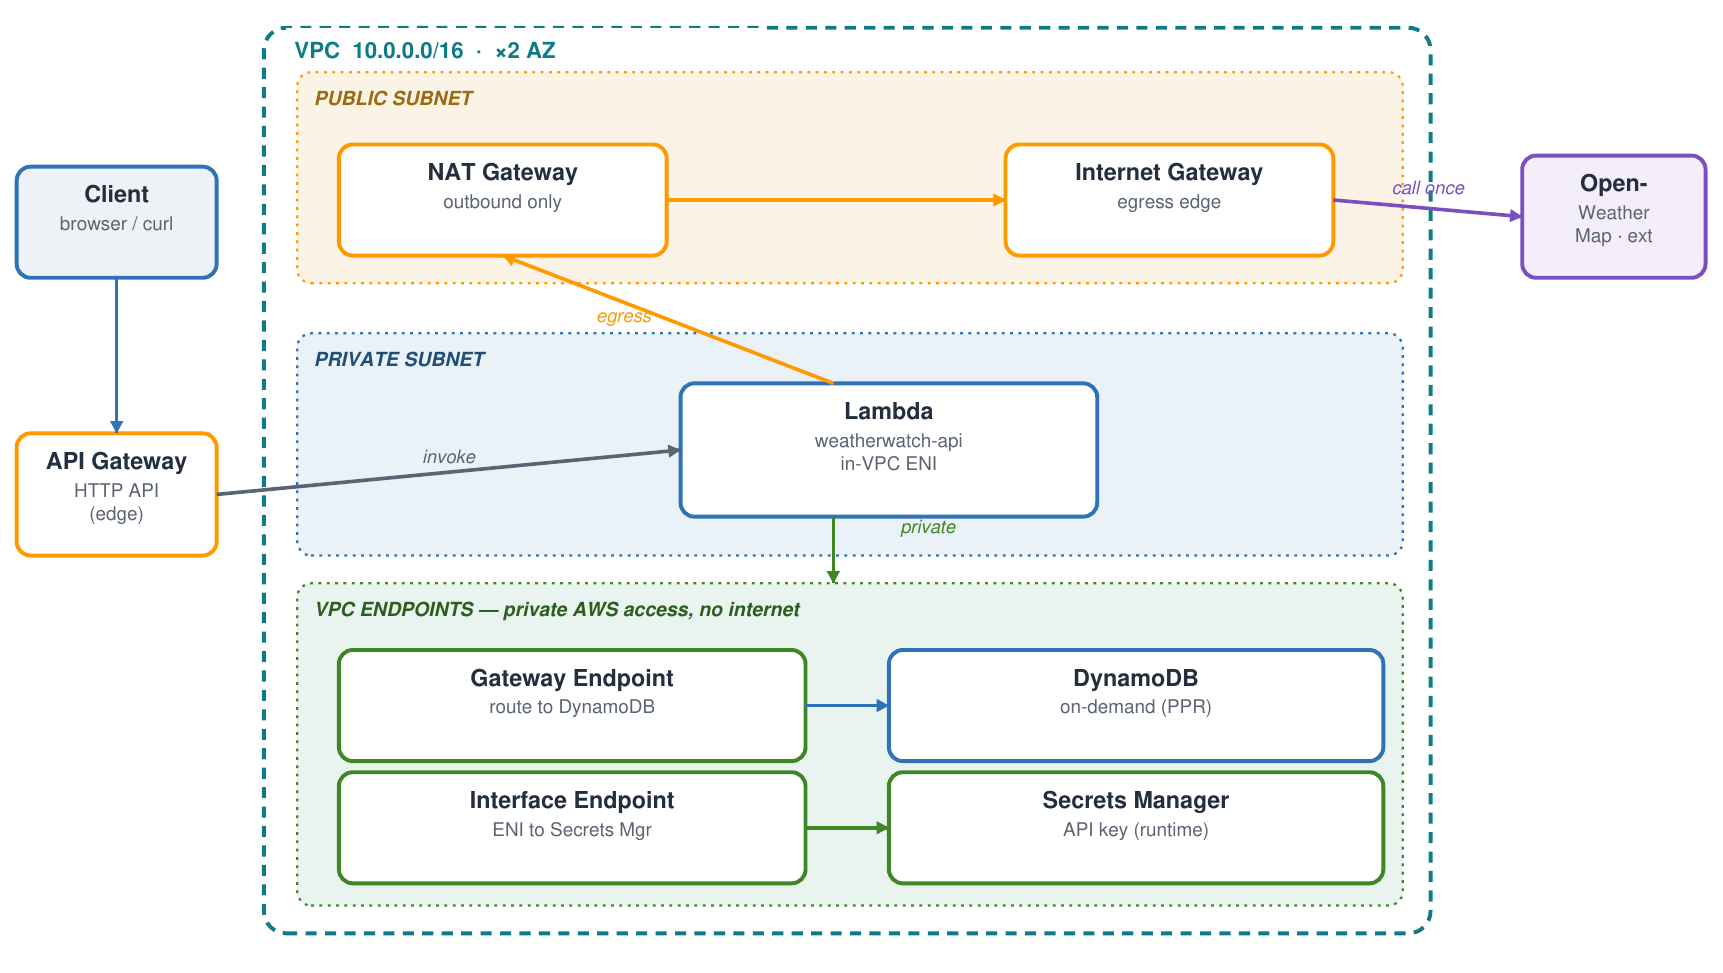 VPC 10.0.0.0/16 · ×2 AZ
PUBLIC SUBNET
NAT Gateway
outbound only
Internet Gateway
egress edge
call once
Open-
Weather
Map · ext
Client
browser / curl
egress
PRIVATE SUBNET
Lambda
weatherwatch-api
in-VPC ENI
invoke
API Gateway
HTTP API
(edge)
private
VPC ENDPOINTS — private AWS access, no internet
Gateway Endpoint
route to DynamoDB
DynamoDB
on-demand (PPR)
Interface Endpoint
ENI to Secrets Mgr
Secrets Manager
API key (runtime)